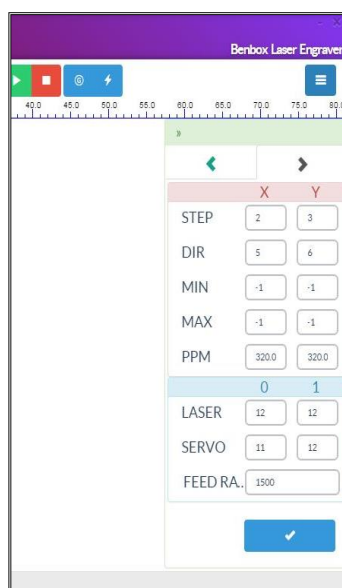 Benbox Laser Engraver
40.0 45.0 50.0 55.0 60.0 65.0 70.0 75.0 80.0
»
X Y
STEP 2 3
DIR 5 6
MIN -1 -1
MAX -1 -1
PPM 320.0 320.0
0 1
LASER 12 12
SERVO 11 12
FEED RA.. 1500